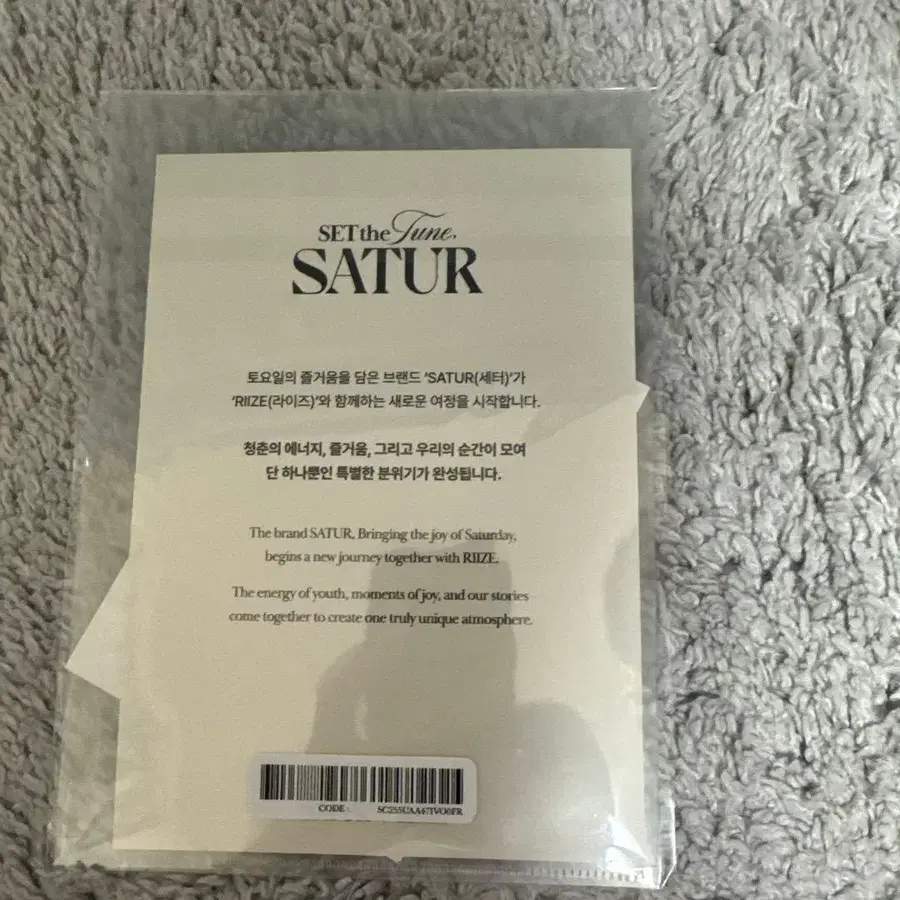 SET the Tune,
SATUR
토요일의 즐거움을 담은 브랜드 ‘SATUR(세터)’가
‘RIIZE(라이즈)’와 함께하는 새로운 여정을 시작합니다.
청춘의 에너지, 즐거움, 그리고 우리의 순간이 모여
단 하나뿐인 특별한 분위기가 완성됩니다.
The brand SATUR, Bringing the joy of Saturday,
begins a new journey together with RIIZE.
The energy of youth, moments of joy, and our stories
come together to create one truly unique atmosphere.
CODE :